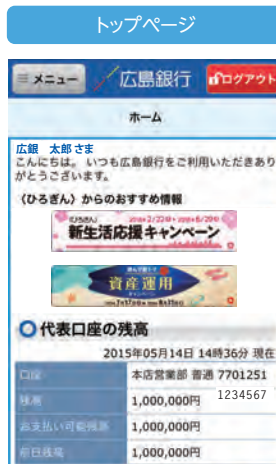 トップページ
メニュー
広島銀行
ログアウト
ホーム
広銀 太郎さま
こんにちは。いつも広島銀行をご利用いただきあり
がとうございます。
〈ひろぎん〉からのおすすめ情報
〈ひろぎん〉
新生活応援キャンペーン
資産運用
代表口座の残高
2015年05月14日 14時36分 現在
口座 本店営業部 普通 7701251
残高 1,000,000円 1234567
お支払い可能残高 1,000,000円
前日残高 1,000,000円